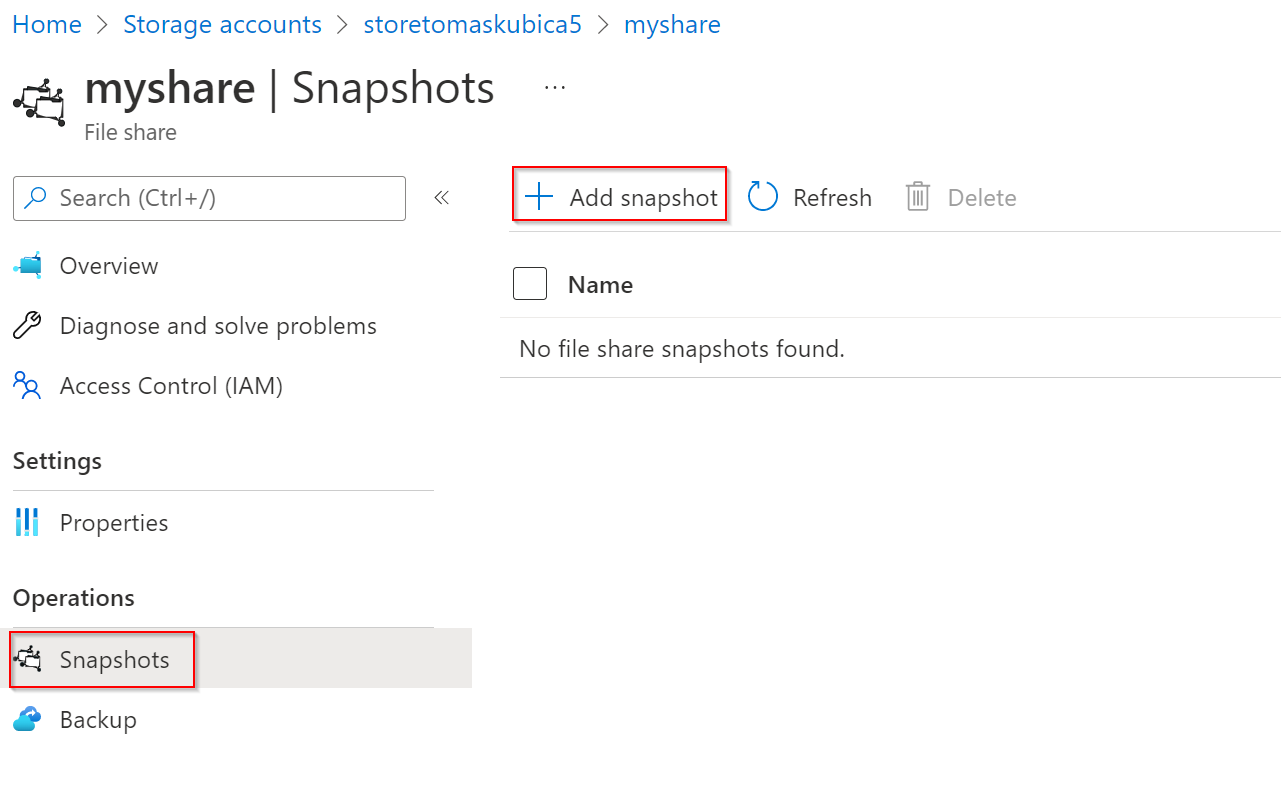 Home > Storage accounts > storetomaskubica5 > myshare
myshare | Snapshots ...
File share
Search (Ctrl+/) «
Add snapshot Refresh Delete
Overview
Diagnose and solve problems
Access Control (IAM)
Settings
Properties
Operations
Snapshots
Backup
Name
No file share snapshots found.